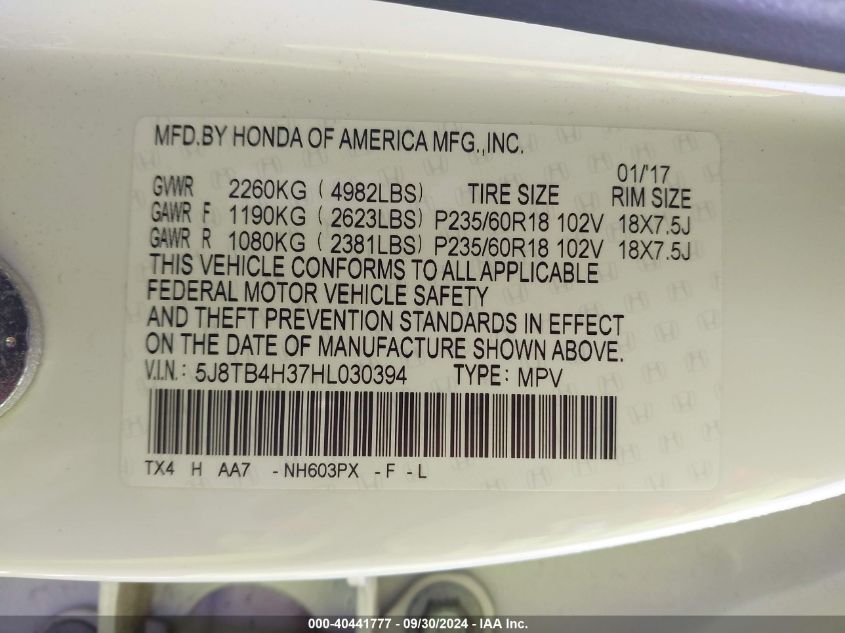 MFD.BY HONDA OF AMERICA MFG.,INC.
01/'17
GVWR 2260KG ( 4982LBS) TIRE SIZE RIM SIZE
GAWR F 1190KG ( 2623LBS) P235/60R18 102V 18X7.5J
GAWR R 1080KG ( 2381LBS) P235/60R18 102V 18X7.5J
THIS VEHICLE CONFORMS TO ALL APPLICABLE
FEDERAL MOTOR VEHICLE SAFETY
AND THEFT PREVENTION STANDARDS IN EFFECT
ON THE DATE OF MANUFACTURE SHOWN ABOVE.
V.I.N.: 5J8TB4H37HL030394 TYPE: MPV
TX4 H AA7 -NH603PX -F-L
000-40441777 - 09/30/2024 - IAA Inc.